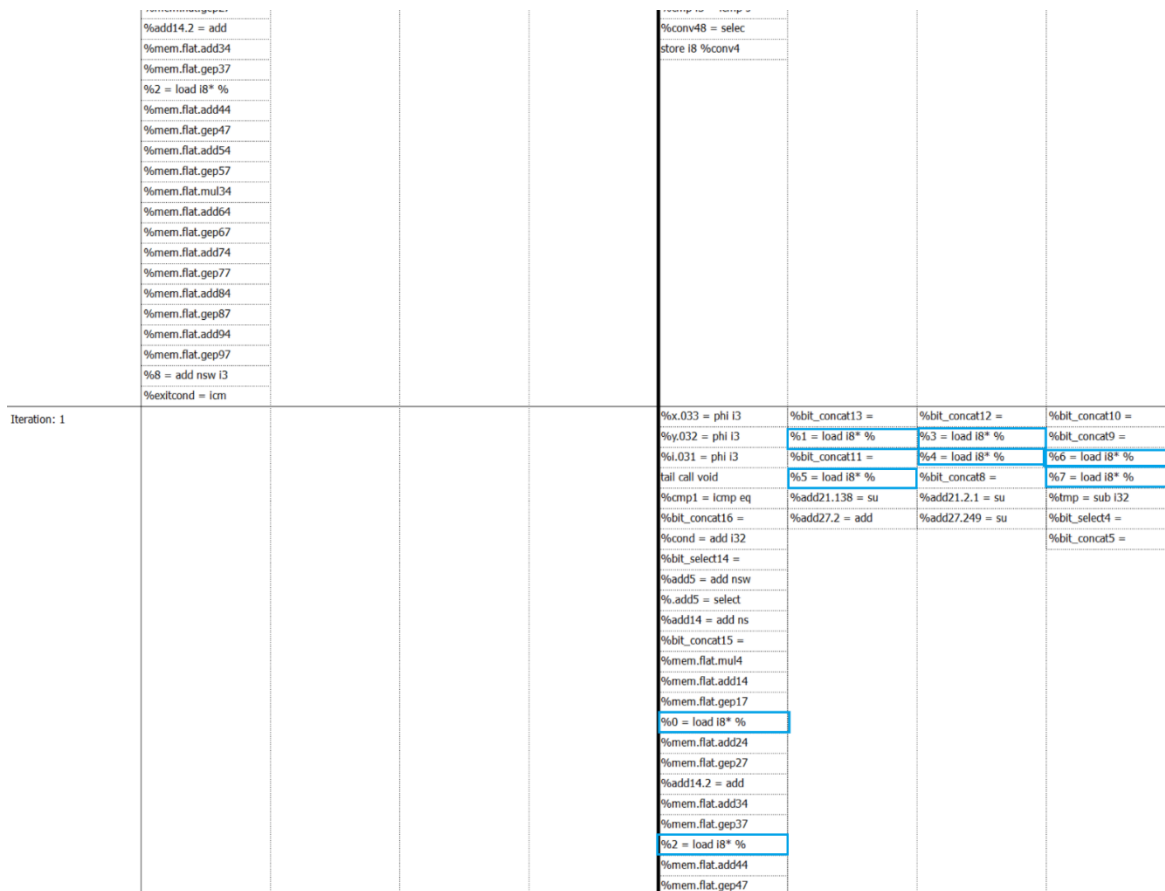 %add14.2 = add
%conv48 = selec
%mem.flat.add34
store i8 %conv4
%mem.flat.gep37
%2 = load i8* %
%mem.flat.add44
%mem.flat.gep47
%mem.flat.add54
%mem.flat.gep57
%mem.flat.mul34
%mem.flat.add64
%mem.flat.gep67
%mem.flat.add74
%mem.flat.gep77
%mem.flat.add84
%mem.flat.gep87
%mem.flat.add94
%mem.flat.gep97
%8 = add nsw i3
%exitcond = icm
Iteration: 1
%x.033 = phi i3
%bit_concat13 =
%bit_concat12 =
%bit_concat10 =
%y.032 = phi i3
%1 = load i8* %
%3 = load i8* %
%bit_concat9 =
%i.031 = phi i3
%bit_concat11 =
%4 = load i8* %
%6 = load i8* %
tail call void
%5 = load i8* %
%bit_concat8 =
%7 = load i8* %
%cmp1 = icmp eq
%add21.138 = su
%add21.2.1 = su
%tmp = sub i32
%bit_concat16 =
%add27.2 = add
%add27.249 = su
%bit_select4 =
%cond = add i32
%bit_concat5 =
%bit_select14 =
%add5 = add nsw
%.add5 = select
%add14 = add ns
%bit_concat15 =
%mem.flat.mul4
%mem.flat.add14
%mem.flat.gep17
%0 = load i8* %
%mem.flat.add24
%mem.flat.gep27
%add14.2 = add
%mem.flat.add34
%mem.flat.gep37
%2 = load i8* %
%mem.flat.add44
%mem.flat.gep47